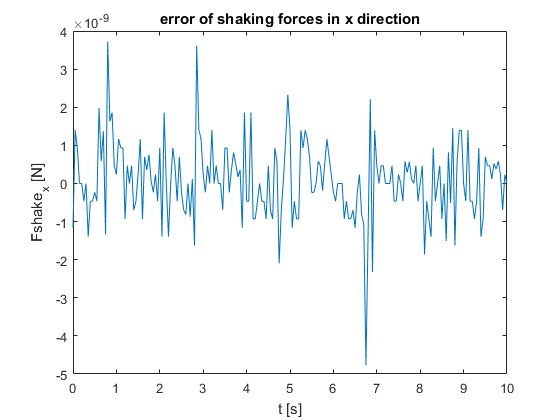 error of shaking forces in x direction
×10⁻⁹
4
3
2
1
0
-1
-2
-3
-4
-5
Fshakeₓ [N]
0 1 2 3 4 5 6 7 8 9 10
t [s]